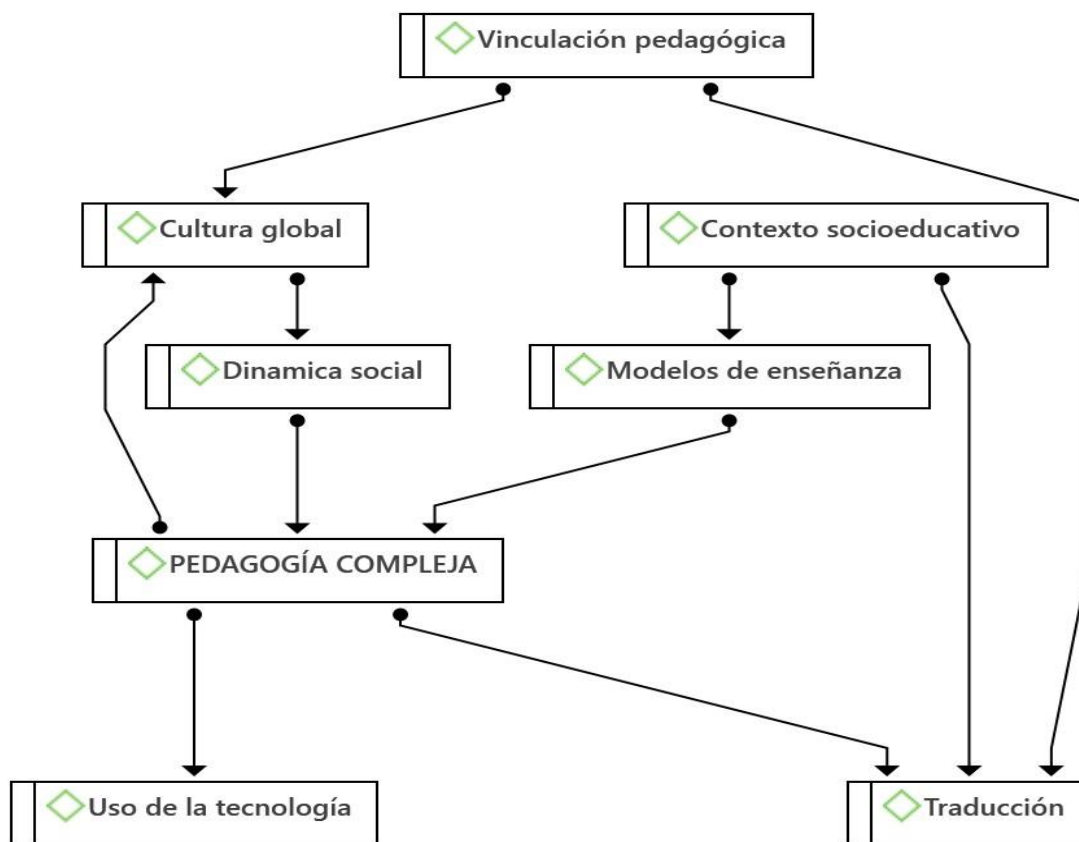 Vinculación pedagógica
Cultura global
Contexto socioeducativo
Dinamica social
Modelos de enseñanza
PEDAGOGÍA COMPLEJA
Uso de la tecnología
Traducción